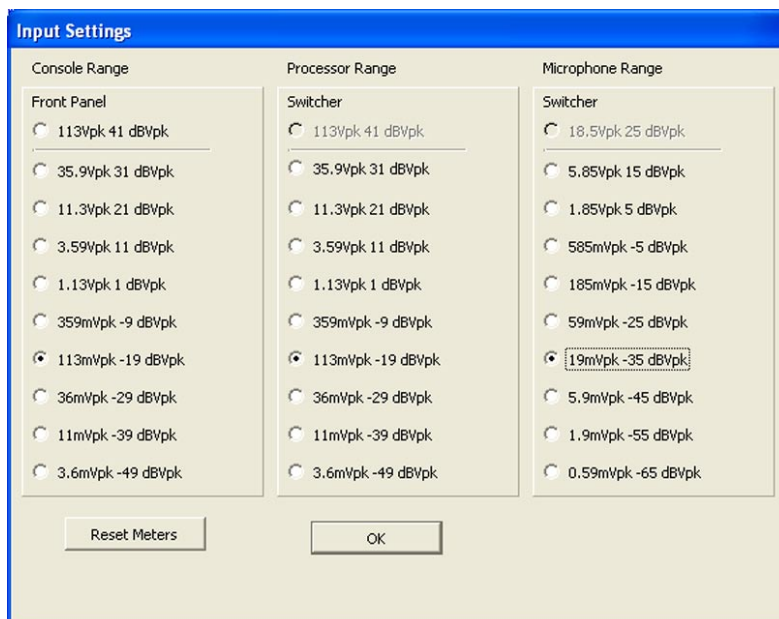 Input Settings
Console Range
Front Panel
113Vpk 41 dBVpk
35.9Vpk 31 dBVpk
11.3Vpk 21 dBVpk
3.59Vpk 11 dBVpk
1.13Vpk 1 dBVpk
359mVpk -9 dBVpk
113mVpk -19 dBVpk
36mVpk -29 dBVpk
11mVpk -39 dBVpk
3.6mVpk -49 dBVpk
Processor Range
Switcher
113Vpk 41 dBVpk
35.9Vpk 31 dBVpk
11.3Vpk 21 dBVpk
3.59Vpk 11 dBVpk
1.13Vpk 1 dBVpk
359mVpk -9 dBVpk
113mVpk -19 dBVpk
36mVpk -29 dBVpk
11mVpk -39 dBVpk
3.6mVpk -49 dBVpk
Microphone Range
Switcher
18.5Vpk 25 dBVpk
5.85Vpk 15 dBVpk
1.85Vpk 5 dBVpk
585mVpk -5 dBVpk
185mVpk -15 dBVpk
59mVpk -25 dBVpk
19mVpk -35 dBVpk
5.9mVpk -45 dBVpk
1.9mVpk -55 dBVpk
0.59mVpk -65 dBVpk
Reset Meters
OK